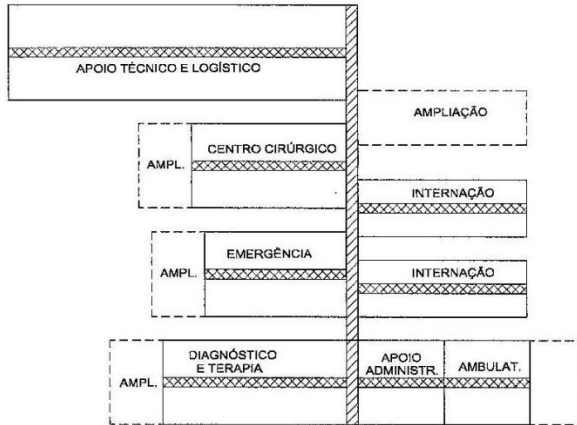 APOIO TÉCNICO E LOGÍSTICO
AMPLIAÇÃO
CENTRO CIRÚRGICO
AMPL.
INTERNAÇÃO
EMERGÊNCIA
AMPL.
INTERNAÇÃO
DIAGNÓSTICO
E TERAPIA
APOIO
ADMINISTR.
AMBULAT.
AMPL.